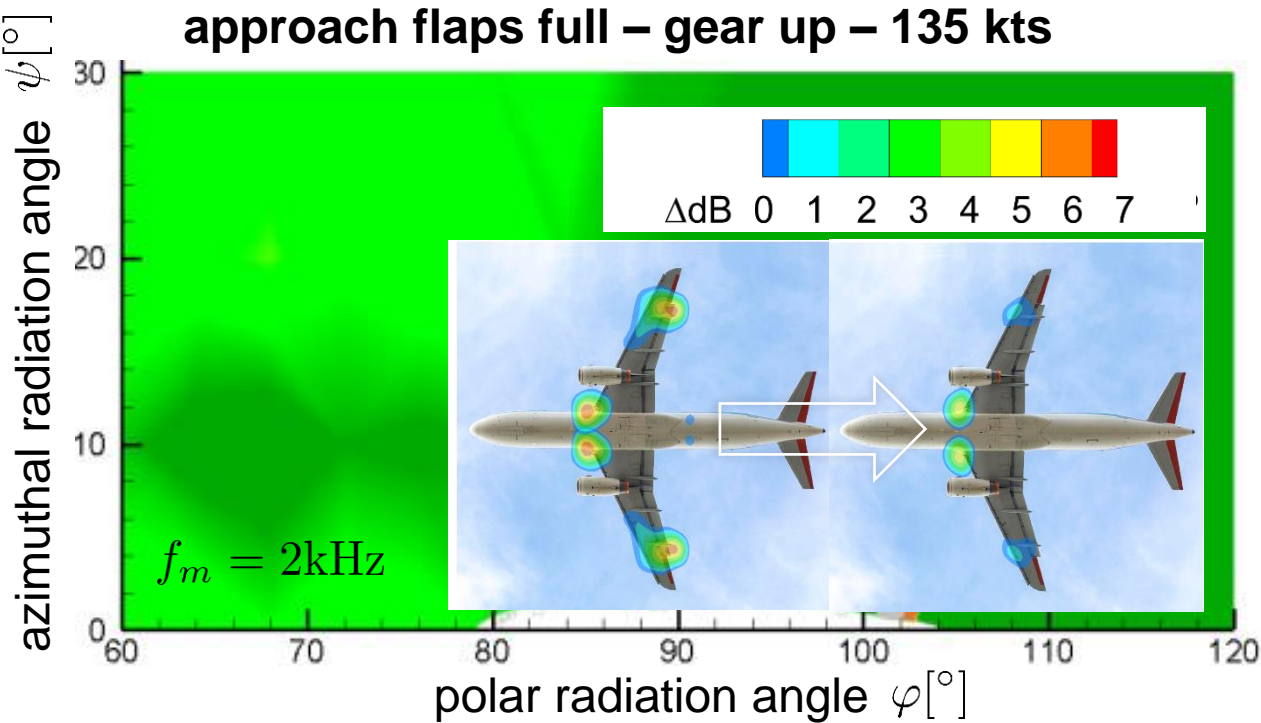 approach flaps full – gear up – 135 kts
azimuthal radiation angle ψ[°]
30
20
10
0
ΔdB 0 1 2 3 4 5 6 7
f_m = 2kHz
60 70 80 90 100 110 120
polar radiation angle φ[°]